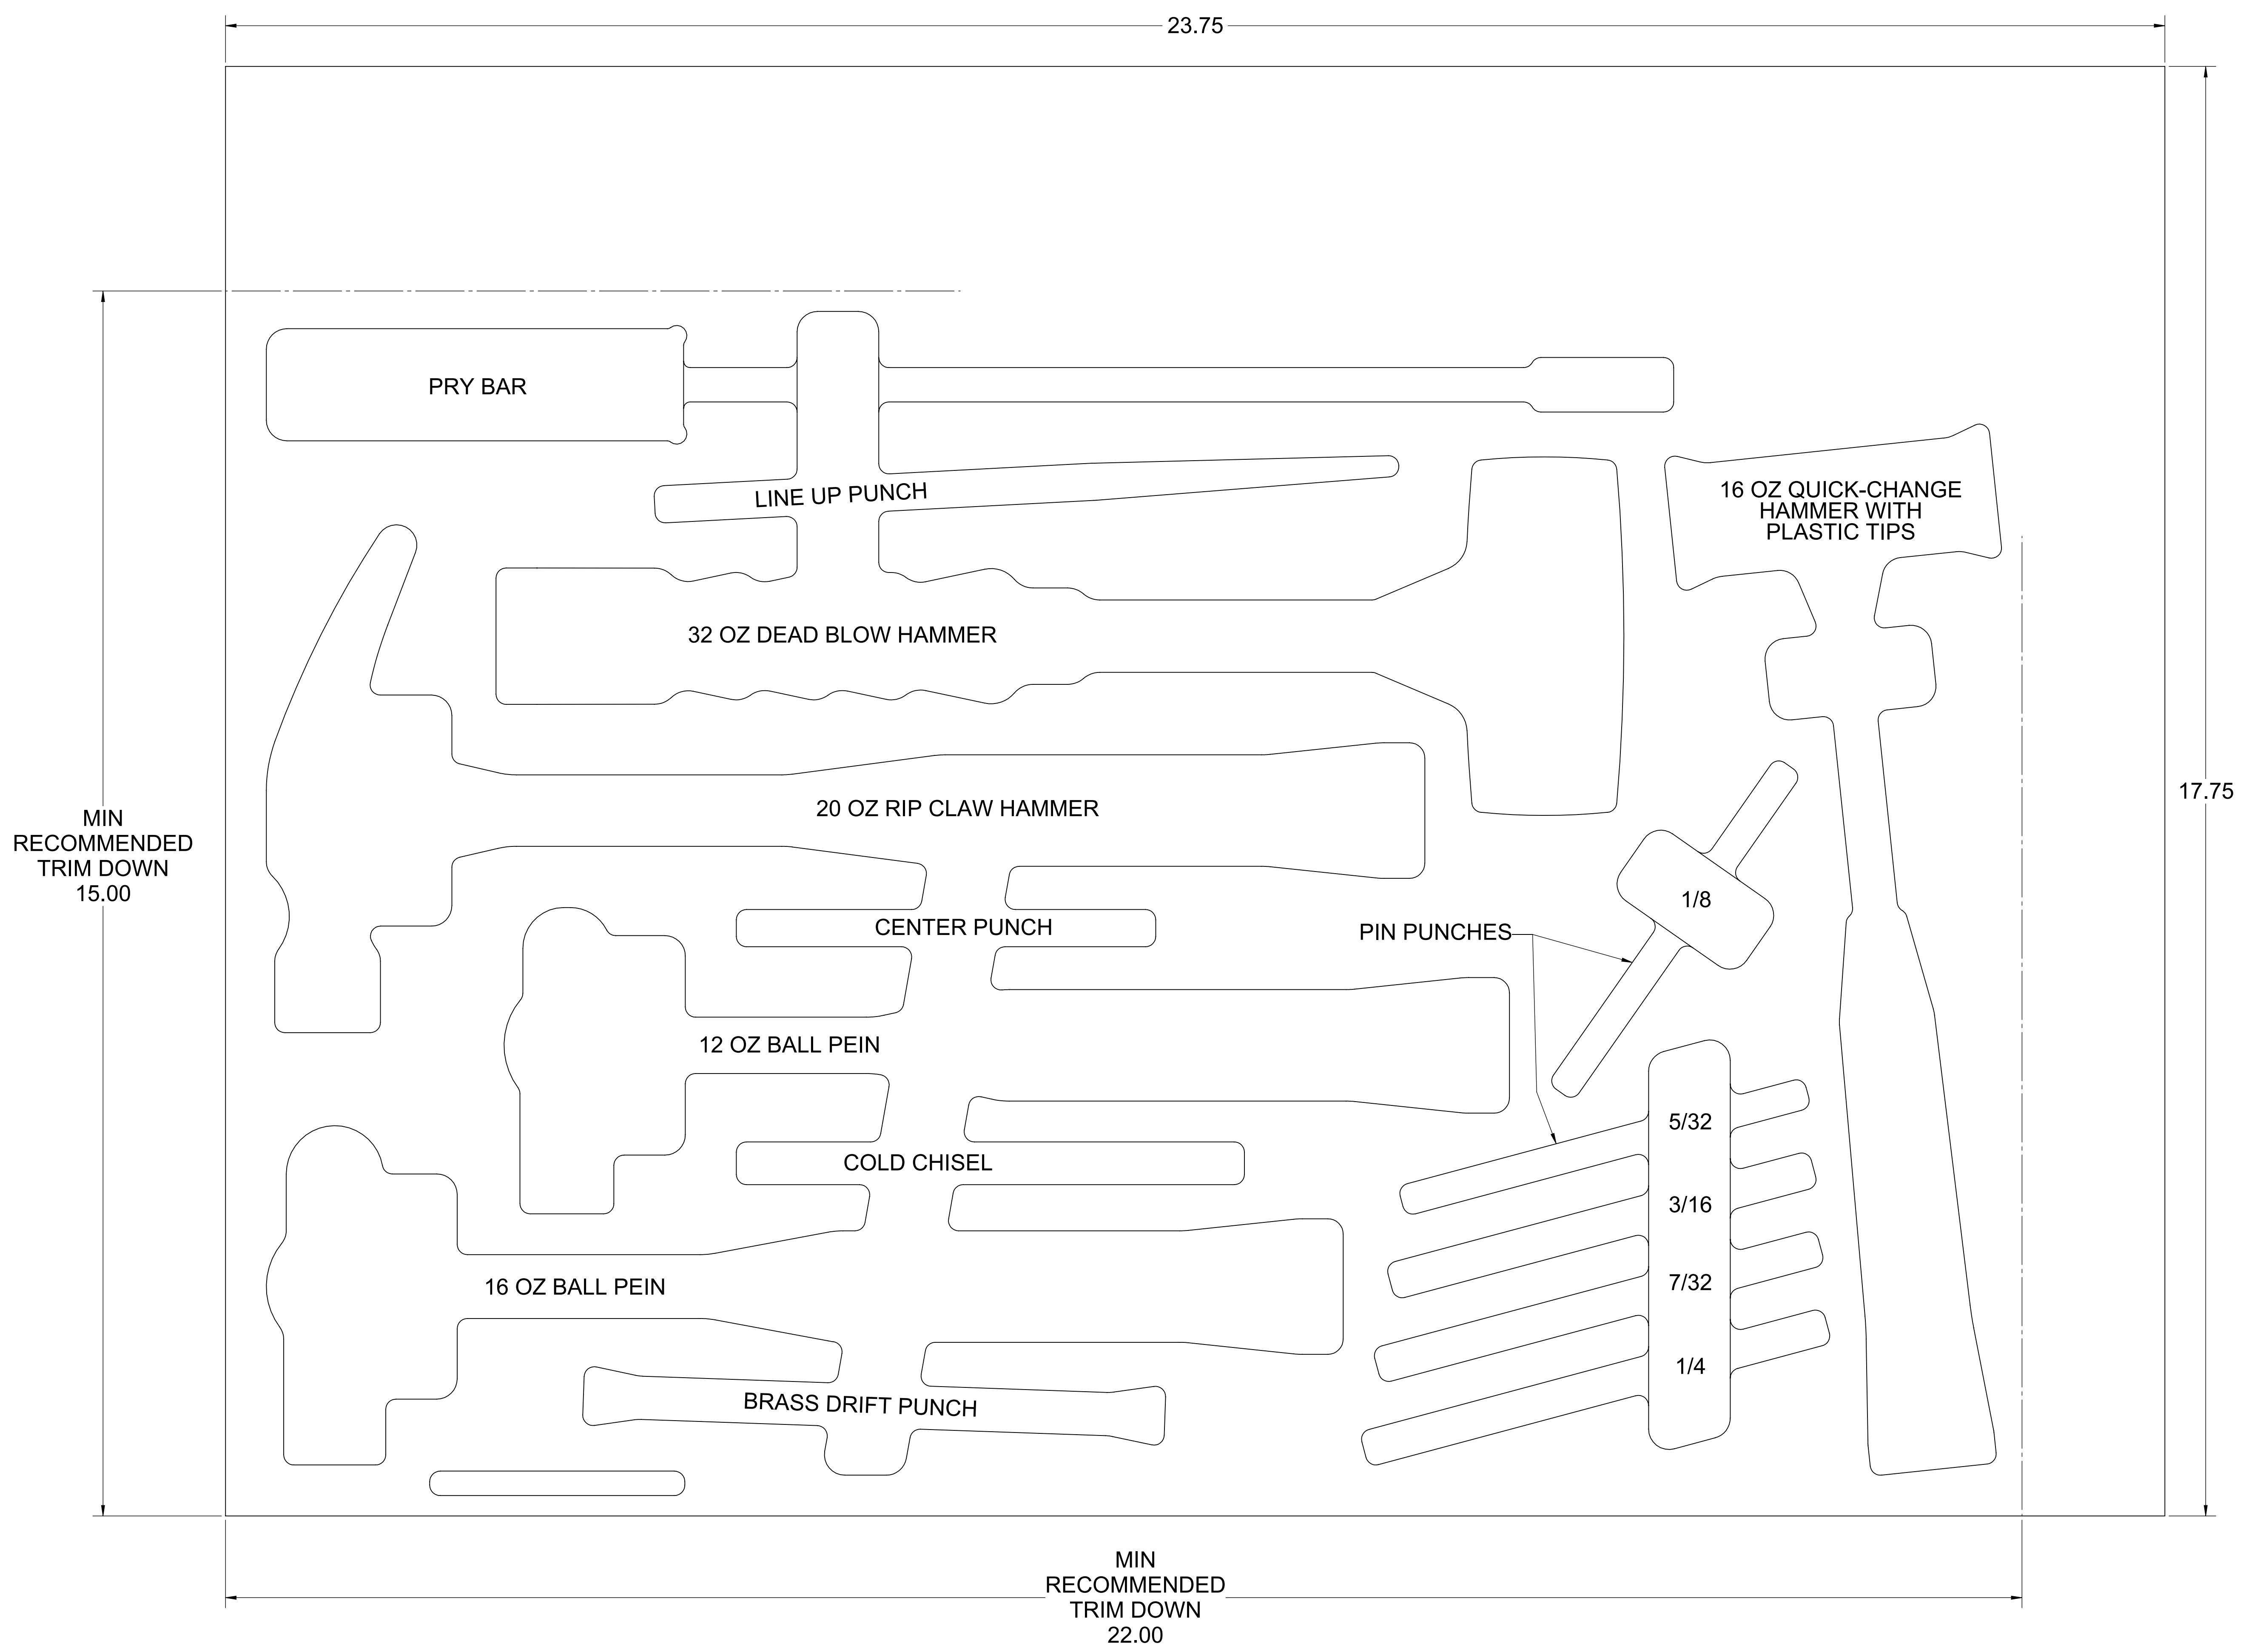 23.75
PRY BAR
LINE UP PUNCH
16 OZ QUICK-CHANGE
HAMMER WITH
PLASTIC TIPS
32 OZ DEAD BLOW HAMMER
17.75
MIN
RECOMMENDED
TRIM DOWN
15.00
20 OZ RIP CLAW HAMMER
1/8
CENTER PUNCH
PIN PUNCHES
12 OZ BALL PEIN
5/32
COLD CHISEL
3/16
7/32
16 OZ BALL PEIN
1/4
BRASS DRIFT PUNCH
MIN
RECOMMENDED
TRIM DOWN
22.00